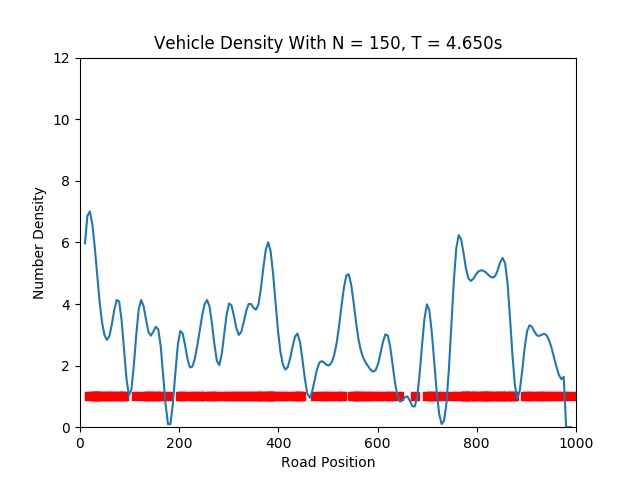 Vehicle Density With N = 150, T = 4.650s
12
10
8
6
4
2
0
Number Density
0 200 400 600 800 1000
Road Position